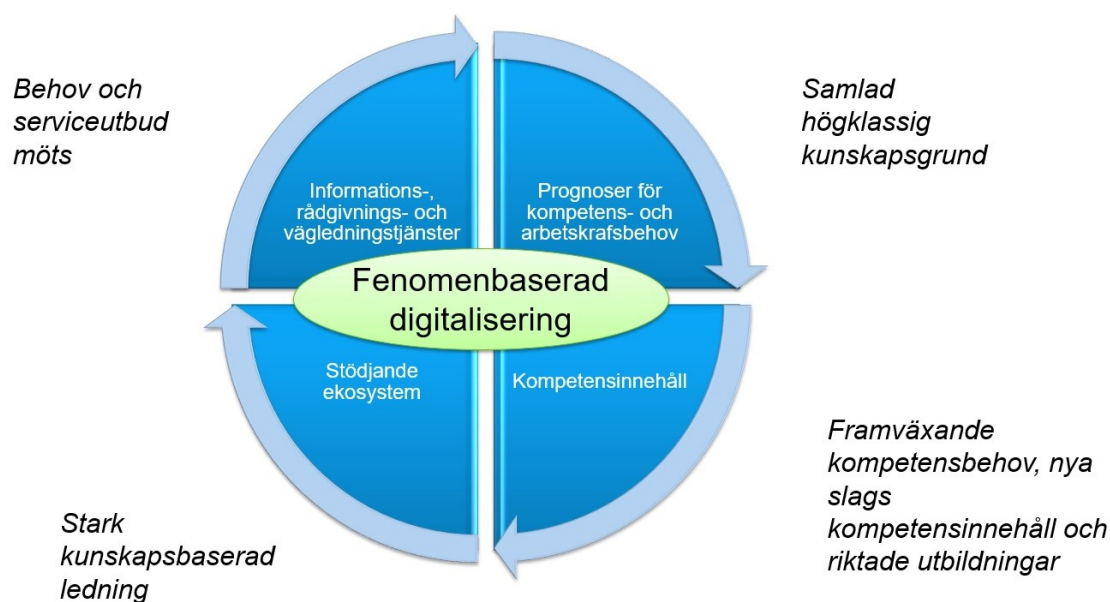 Behov och
serviceutbud
möts
Samlad
högklassig
kunskapsgrund
Informations-,
rådgivnings- och
vägledningstjänster
Prognoser för
kompetens- och
arbetskrafsbehov
Fenomenbaserad
digitalisering
Stödjande
ekosystem
Kompetensinnehåll
Stark
kunskapsbaserad
ledning
Framväxande
kompetensbehov, nya
slags
kompetensinnehåll och
riktade utbildningar